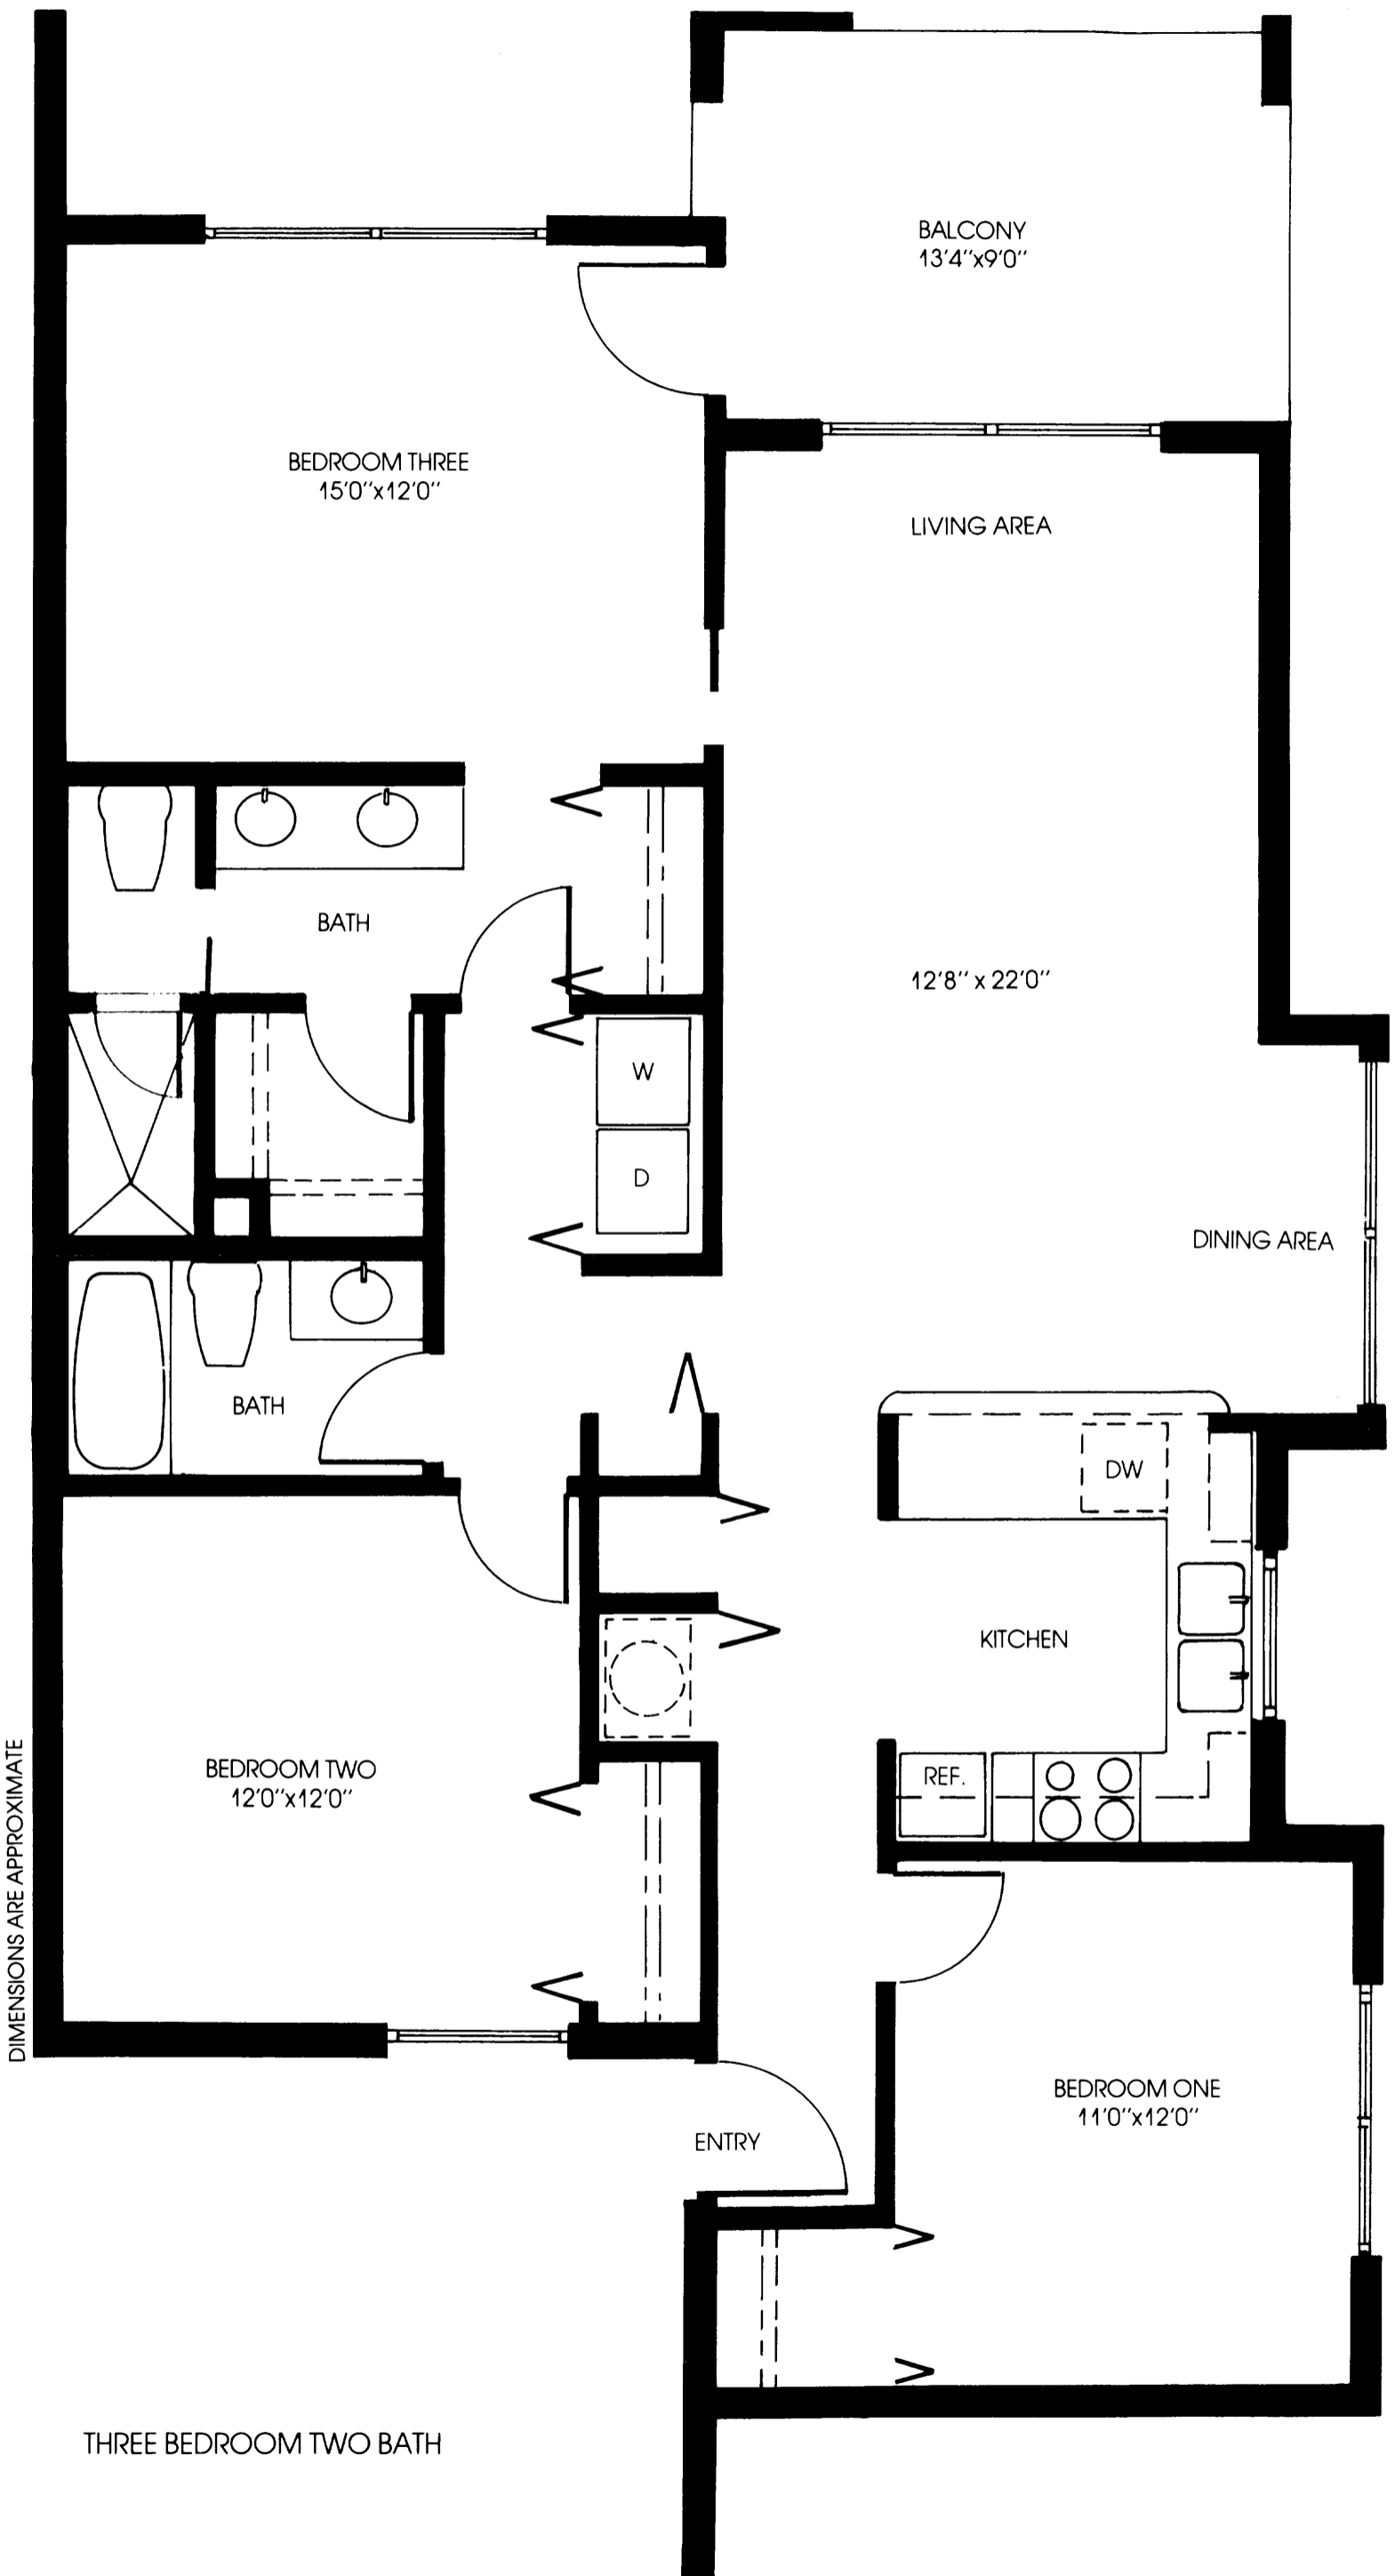 BALCONY
13'4"x9'0"
BEDROOM THREE
15'0"x12'0"
LIVING AREA
BATH
12'8" x 22'0"
W
D
DINING AREA
BATH
DW
KITCHEN
REF.
BEDROOM TWO
12'0"x12'0"
DIMENSIONS ARE APPROXIMATE
BEDROOM ONE
11'0"x12'0"
ENTRY
THREE BEDROOM TWO BATH